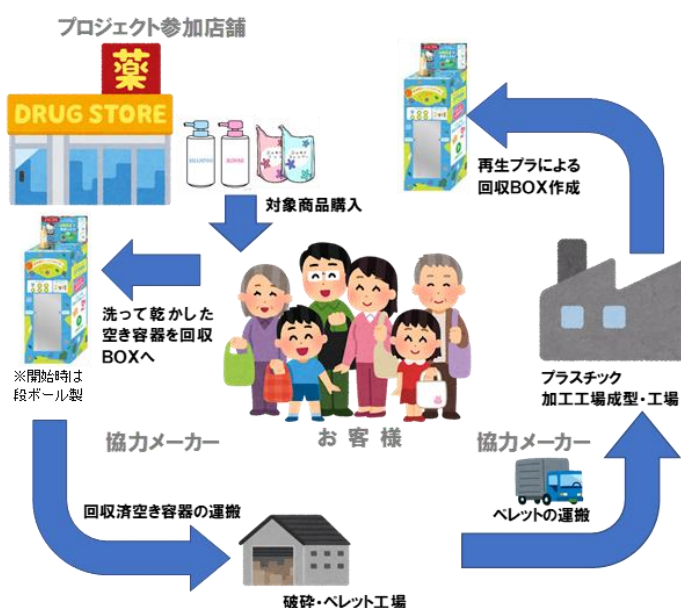 プロジェクト参加店舗
薬
DRUG STORE
対象商品購入
洗って乾かした
空き容器を回収
BOXへ
※開始時は
段ボール製
再生プラによる
回収BOX作成
プラスチック
加工工場成型・工場
協力メーカー
お客様
協力メーカー
回収済空き容器の運搬
ペレットの運搬
破砕・ペレット工場